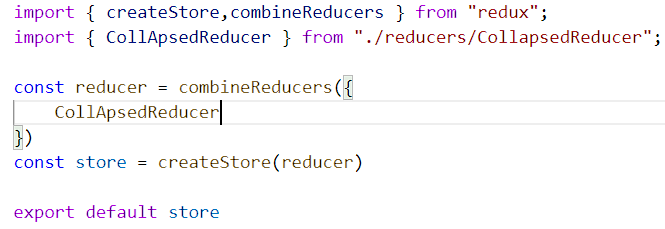 import { createStore,combineReducers } from "redux";
import { CollApsedReducer } from "./reducers/CollapsedReducer";
const reducer = combineReducers({
CollApsedReducer
})
const store = createStore(reducer)
export default store